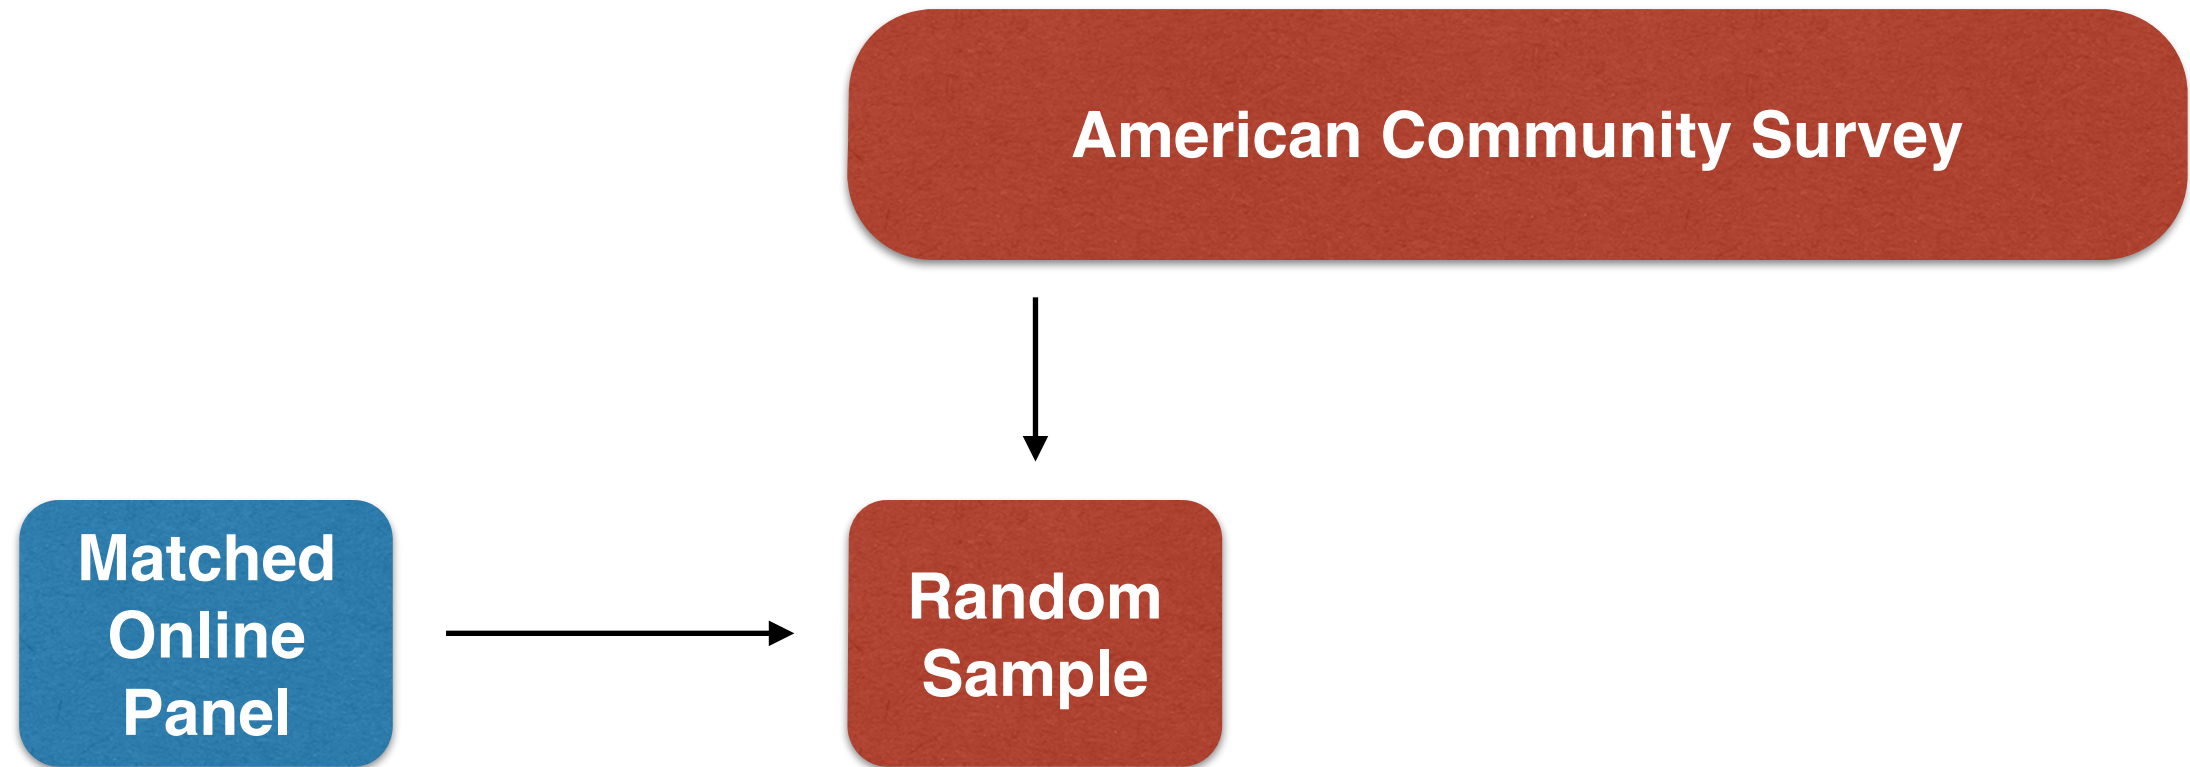 American Community Survey
Matched
Online
Panel
Random
Sample